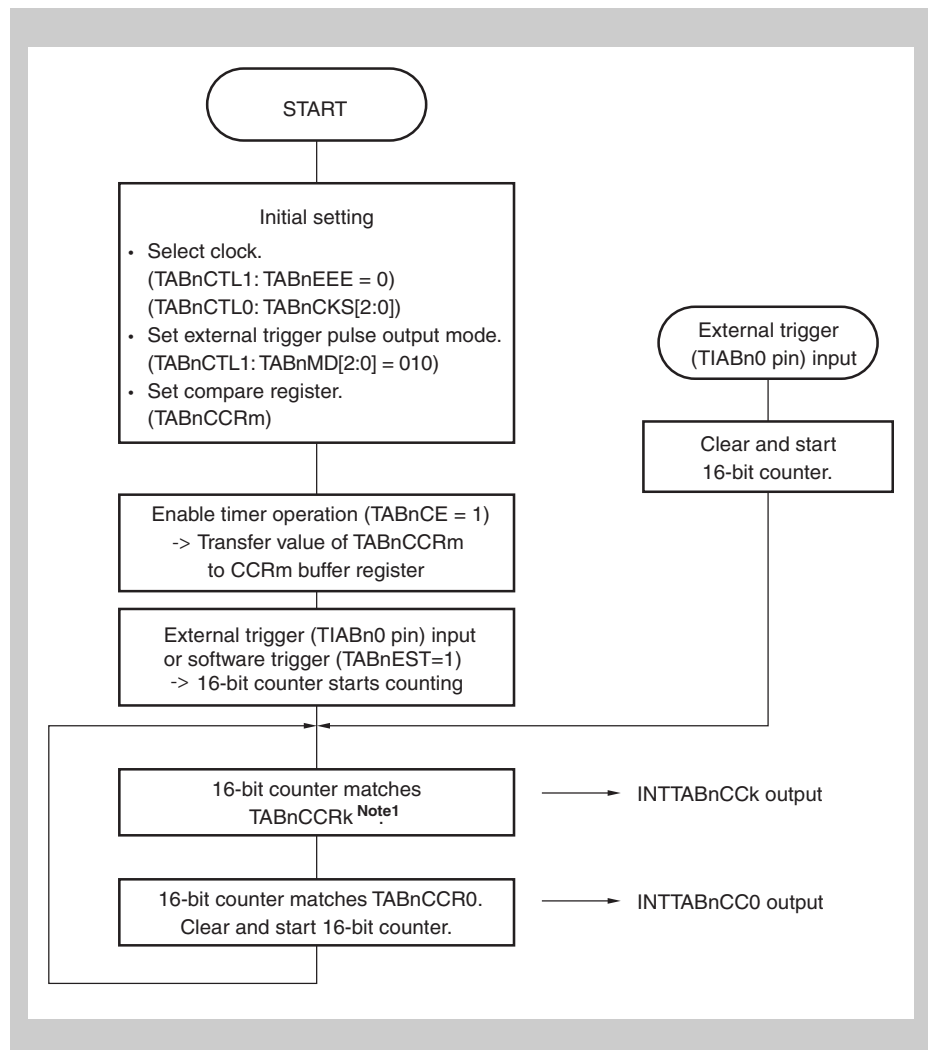 START
Initial setting
• Select clock.
(TABnCTL1: TABnEEE = 0)
(TABnCTL0: TABnCKS[2:0])
• Set external trigger pulse output mode.
(TABnCTL1: TABnMD[2:0] = 010)
• Set compare register.
(TABnCCRm)
External trigger
(TIABn0 pin) input
Clear and start
16-bit counter.
Enable timer operation (TABnCE = 1)
-> Transfer value of TABnCCRm
to CCRm buffer register
External trigger (TIABn0 pin) input
or software trigger (TABnEST=1)
-> 16-bit counter starts counting
16-bit counter matches
TABnCCRk Note1.
INTTABnCCk output
16-bit counter matches TABnCCR0.
Clear and start 16-bit counter.
INTTABnCC0 output